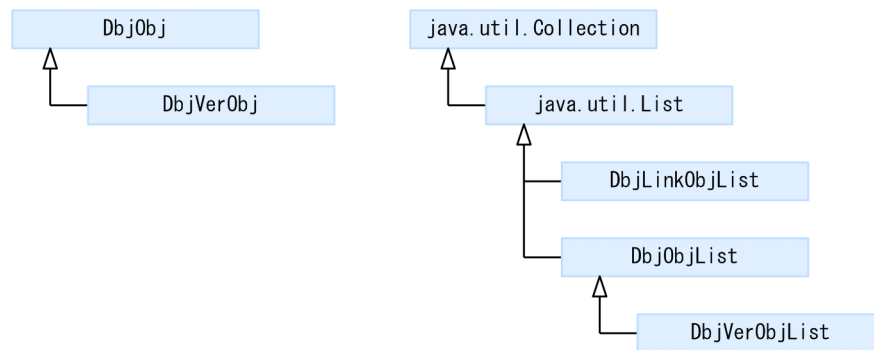 DbjObj
DbjVerObj
java.util.Collection
java.util.List
DbjLinkObjList
DbjObjList
DbjVerObjList